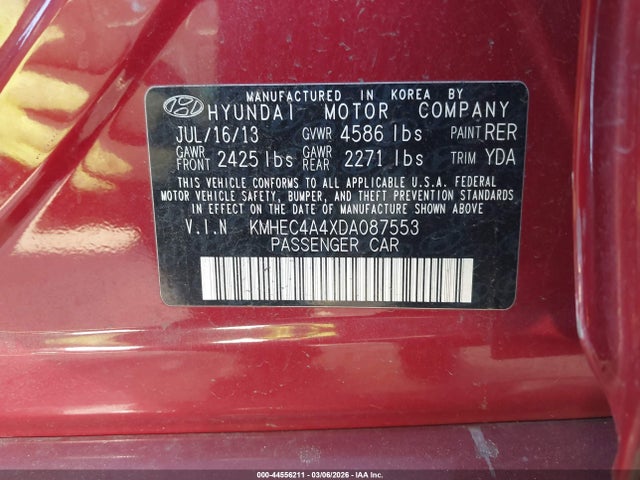 MANUFACTURED IN KOREA BY
HYUNDAI MOTOR COMPANY
JUL/16/13 GVWR 4586 lbs PAINT RER
GAWR FRONT 2425 lbs GAWR REAR 2271 lbs TRIM YDA
THIS VEHICLE CONFORMS TO ALL APPLICABLE U.S.A. FEDERAL
MOTOR VEHICLE SAFETY, BUMPER, AND THEFT PREVENTION STANDARDS
IN EFFECT ON THE DATE OF MANUFACTURE SHOWN ABOVE
V.I.N KMHEC4A4XDA087553
PASSENGER CAR
000-44556211 - 03/06/2026 - IAA, Inc.